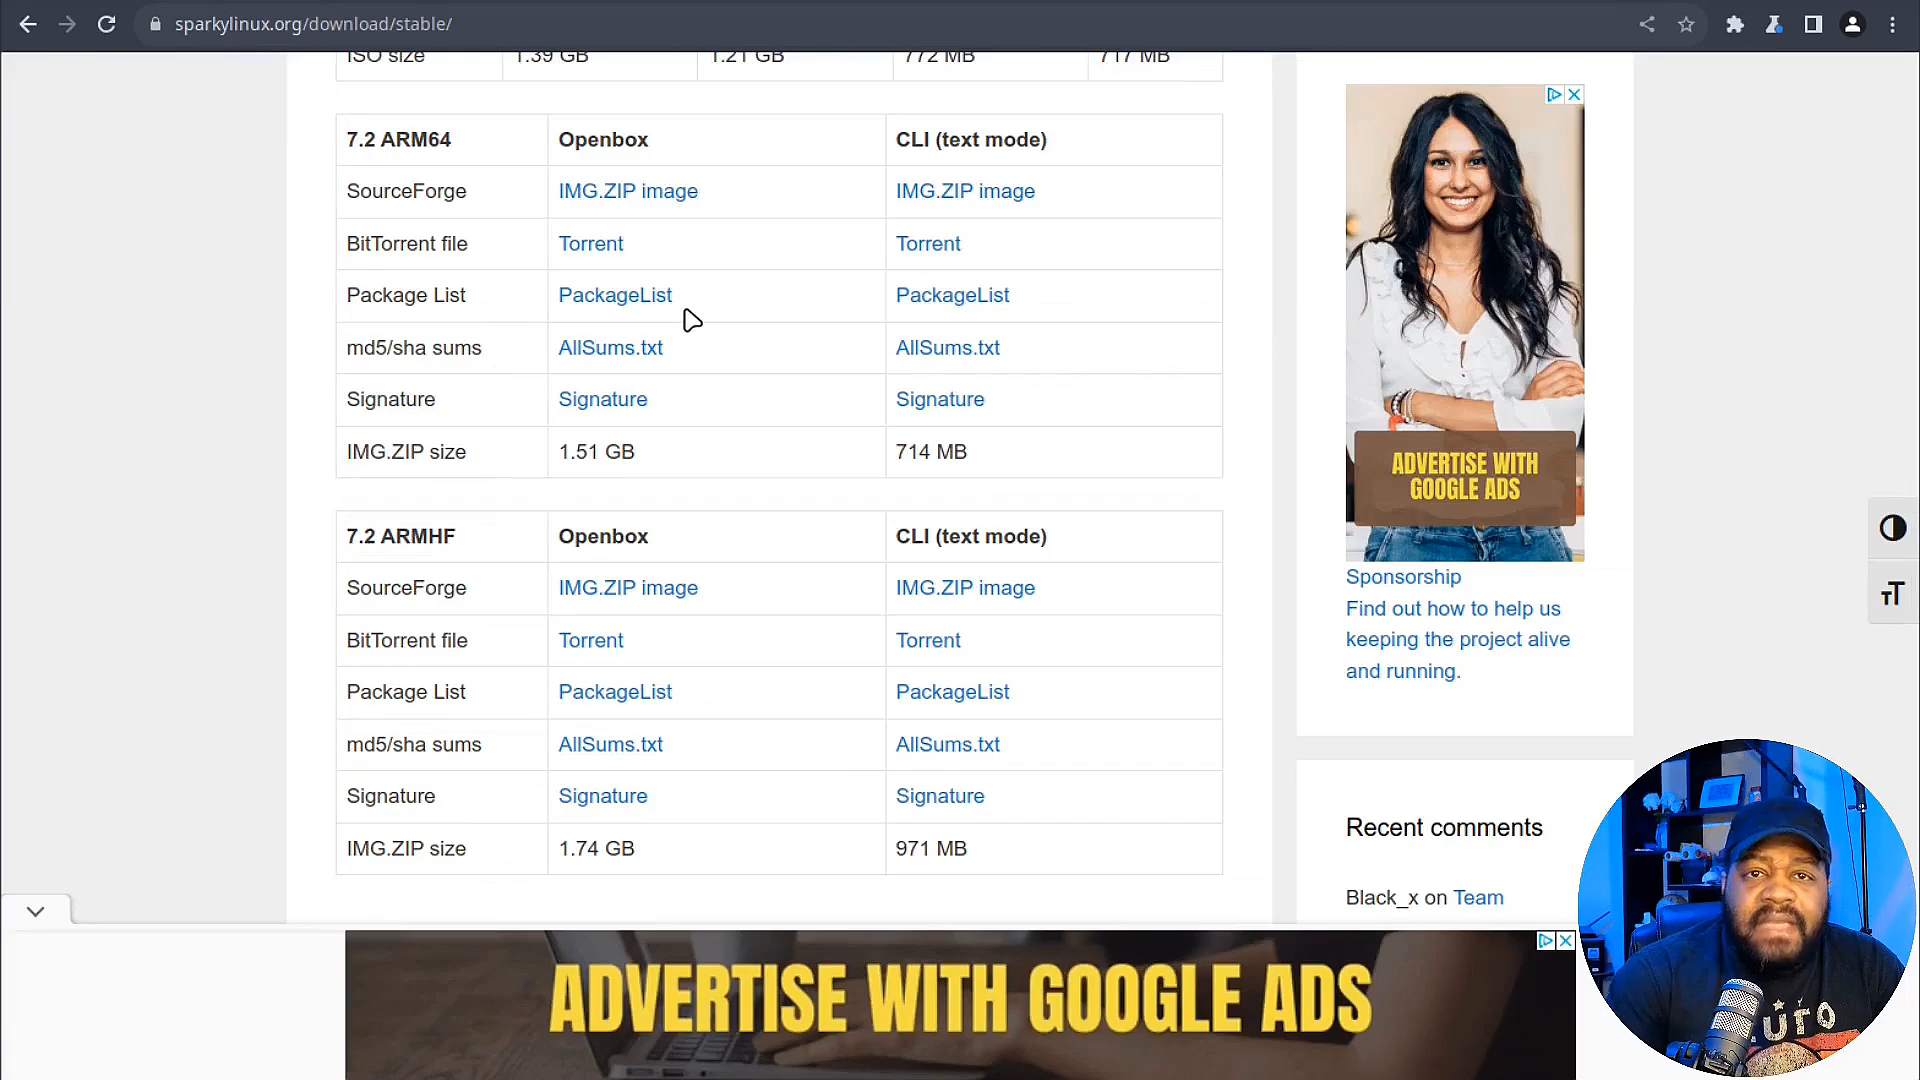 sparkylinux.org/download/stable/
ISO size 1.39 GB 1.21 GB 772 MB 717 MB
7.2 ARM64 Openbox CLI (text mode)
SourceForge IMG.ZIP image IMG.ZIP image
BitTorrent file Torrent Torrent
Package List PackageList PackageList
md5/sha sums AllSums.txt AllSums.txt
Signature Signature Signature
IMG.ZIP size 1.51 GB 714 MB
7.2 ARMHF Openbox CLI (text mode)
SourceForge IMG.ZIP image IMG.ZIP image
BitTorrent file Torrent Torrent
Package List PackageList PackageList
md5/sha sums AllSums.txt AllSums.txt
Signature Signature Signature
IMG.ZIP size 1.74 GB 971 MB
ADVERTISE WITH
GOOGLE ADS
Sponsorship
Find out how to help us
keeping the project alive
and running.
Recent comments
Black_x on Team
TT
ADVERTISE WITH GOOGLE ADS